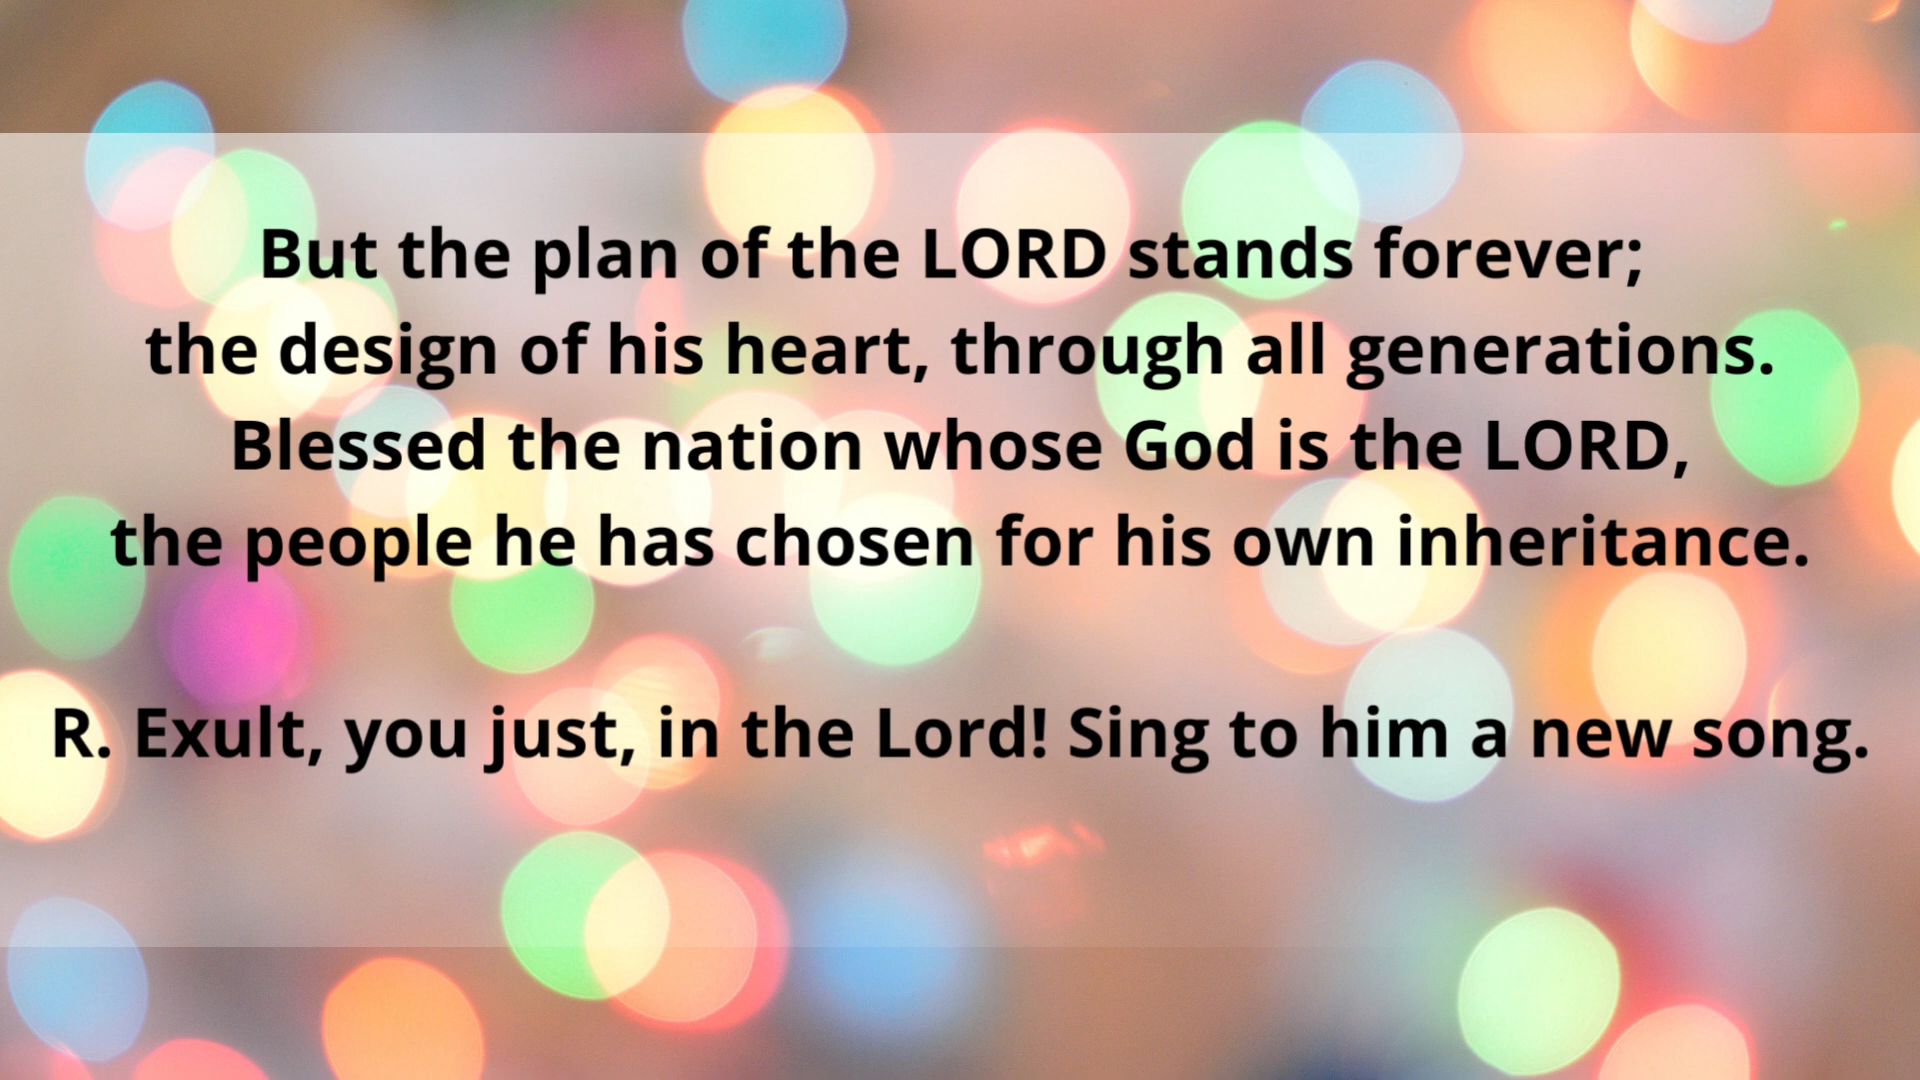 But the plan of the LORD stands forever;
the design of his heart, through all generations.
Blessed the nation whose God is the LORD,
the people he has chosen for his own inheritance.
R. Exult, you just, in the Lord! Sing to him a new song.